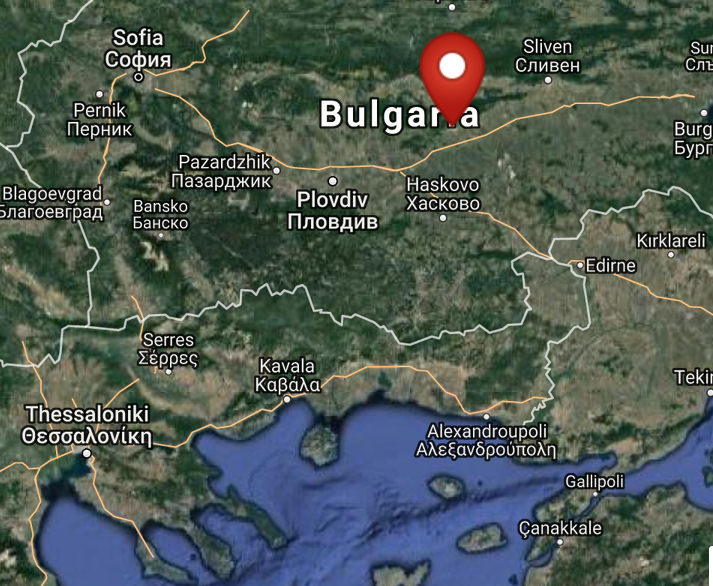 Sofia
София
Sliven
Сливен
Pernik
Перник
Bulgaria
Burg
Бург
Pazardzhik
Пазарджик
Plovdiv
Пловдив
Haskovo
Хасково
Blagoevgrad
Благоевград
Bansko
Банско
Kırklareli
Edirne
Serres
Σέρρες
Kavala
Καβάλα
Tekir
Thessaloniki
Θεσσαλονίκη
Alexandroupoli
Αλεξανδρούπολη
Gallipoli
Çanakkale